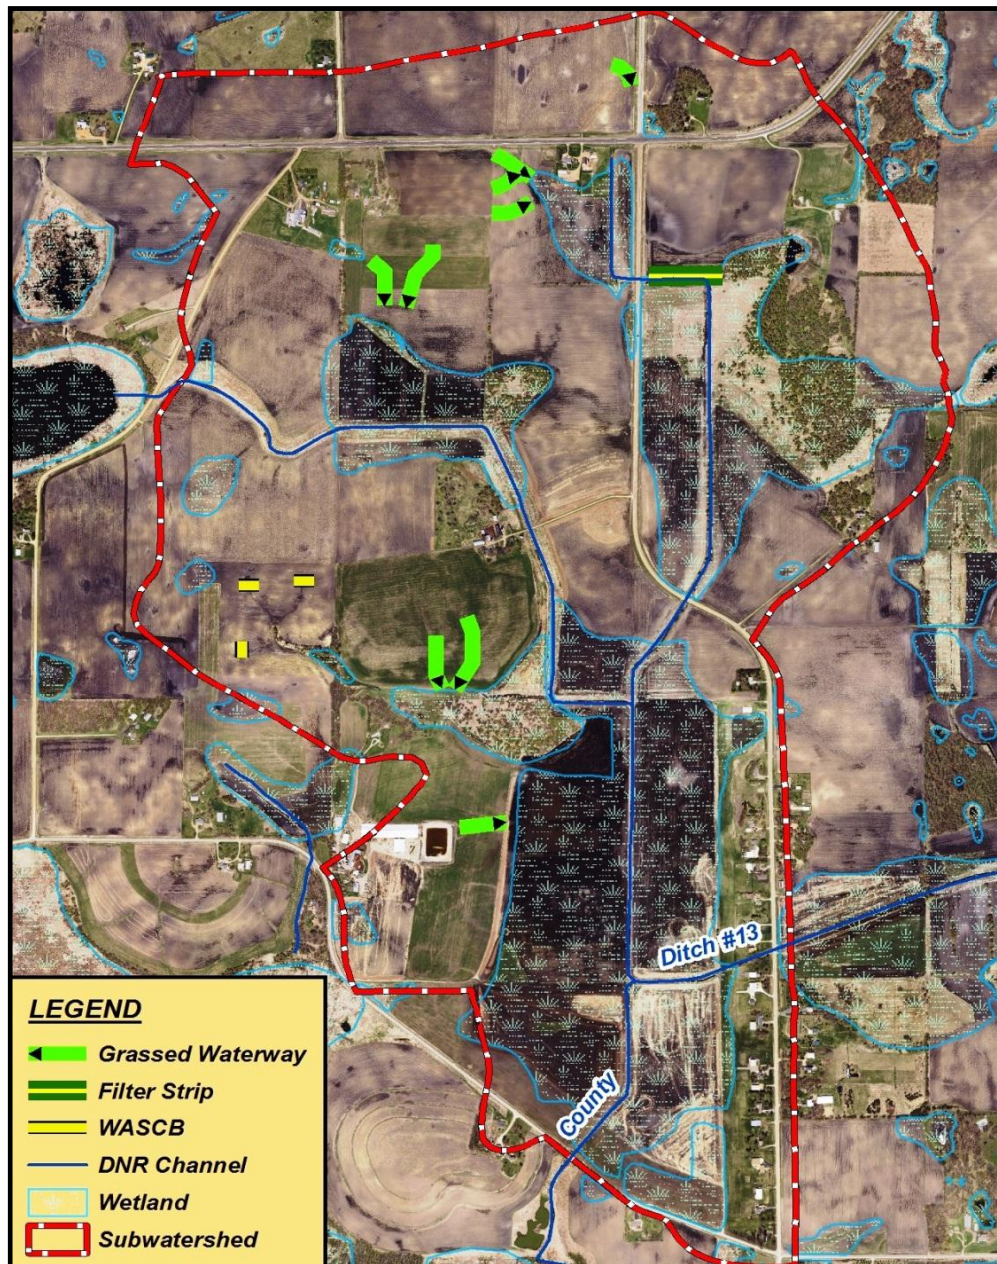 Ditch #13
County
LEGEND
Grassed Waterway
Filter Strip
WASCB
DNR Channel
Wetland
Subwatershed